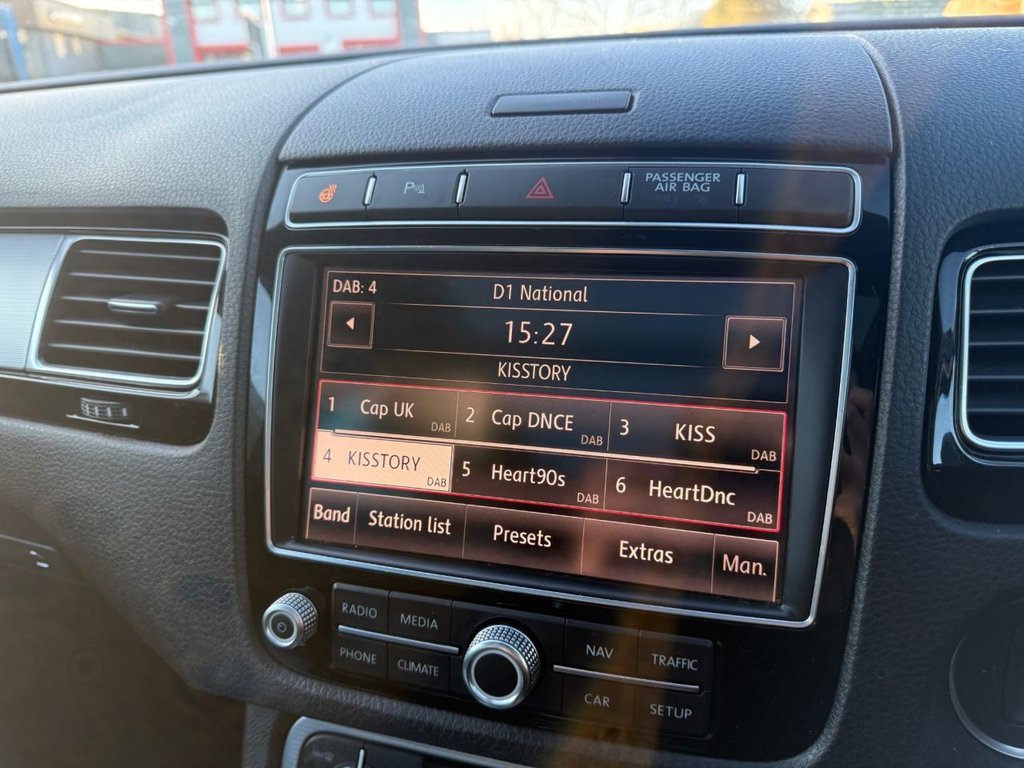 P
PASSENGER
AIR BAG
DAB: 4
D1 National
15:27
KISSTORY
1 Cap UK DAB
2 Cap DNCE DAB
3 KISS DAB
4 KISSTORY DAB
5 Heart90s DAB
6 HeartDnc DAB
Band
Station list
Presets
Extras
Man.
RADIO
MEDIA
NAV
TRAFFIC
PHONE
CLIMATE
CAR
SETUP